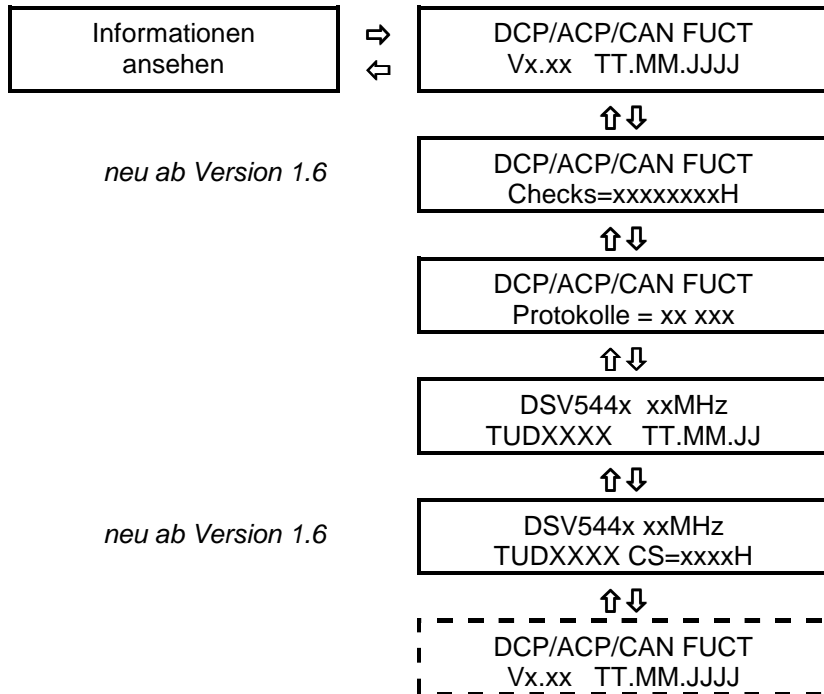 Informationen
ansehen
⇨
⇦
DCP/ACP/CAN FUCT
Vx.xx TT.MM.JJJJ
⇧⇩
neu ab Version 1.6
DCP/ACP/CAN FUCT
Checks=xxxxxxxxH
⇧⇩
DCP/ACP/CAN FUCT
Protokolle = xx xxx
⇧⇩
DSV544x xxMHz
TUDXXXX TT.MM.JJ
⇧⇩
neu ab Version 1.6
DSV544x xxMHz
TUDXXXX CS=xxxxH
⇧⇩
DCP/ACP/CAN FUCT
Vx.xx TT.MM.JJJJ